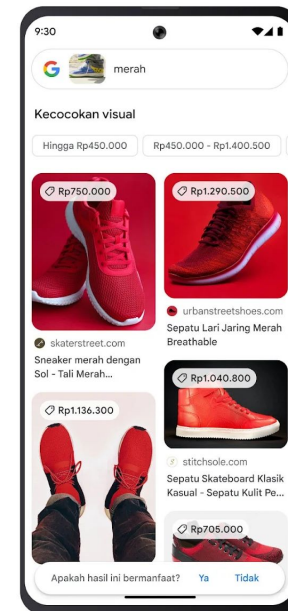 9:30
G merah
Kecocokan visual
Hingga Rp450.000 Rp450.000 - Rp1.400.500
Rp750.000
skaterstreet.com
Sneaker merah dengan
Sol - Tali Merah...
Rp1.136.300
Rp1.290.500
urbanstreetshoes.com
Sepatu Lari Jaring Merah
Breathable
Rp1.040.800
stitchsole.com
Sepatu Skateboard Klasik
Kasual - Sepatu Kulit Pe...
Rp705.000
Apakah hasil ini bermanfaat? Ya Tidak